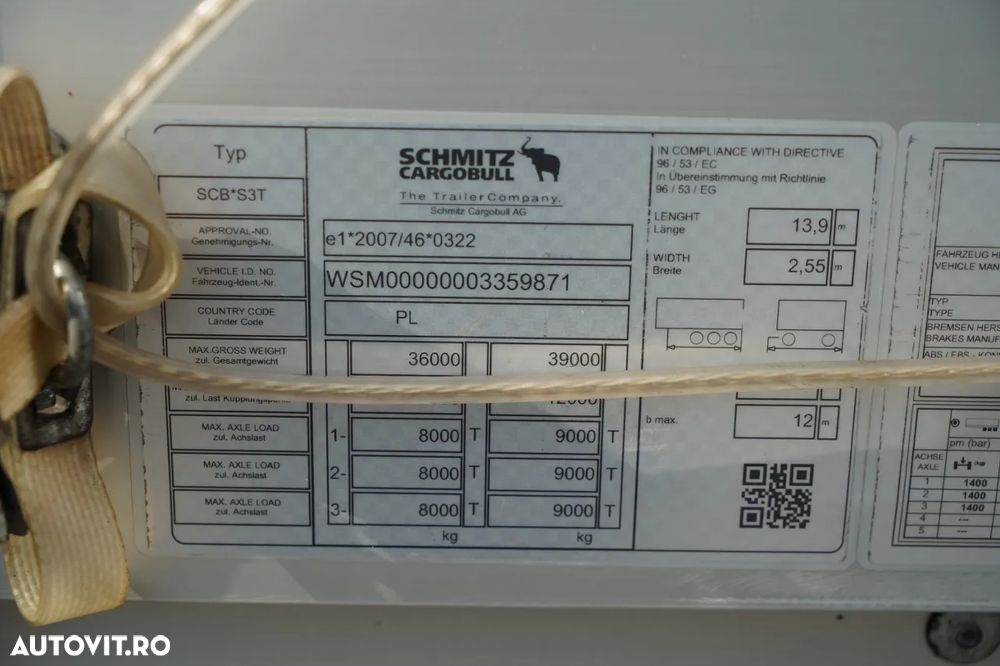 Typ
SCB*S3T
APPROVAL-NO.
Genehmigungs-Nr.
VEHICLE I.D. NO.
Fahrzeug-Ident.-Nr.
COUNTRY CODE
Länder Code
MAX.GROSS WEIGHT
zul. Gesamtgewicht
zul. Last Kupplungspunkt
MAX. AXLE LOAD
zul. Achslast
MAX. AXLE LOAD
zul. Achslast
MAX. AXLE LOAD
zul. Achslast
SCHMITZ
CARGOBULL
The TrailerCompany.
Schmitz Cargobull AG
e1*2007/46*0322
WSM00000003359871
PL
36000 39000
12000
1- 8000 T 9000 T
2- 8000 T 9000 T
3- 8000 T 9000 T
kg kg
IN COMPLIANCE WITH DIRECTIVE
96 / 53 / EC
In Übereinstimmung mit Richtlinie
96 / 53 / EG
LENGHT
Länge
13,9 m
WIDTH
Breite
2,55 m
b max.
12 m
FAHRZEUG HE
VEHICLE MAN
TYP
TYPE
BREMSEN HERS
BRAKES MANUF
ABS / EBS - KON
pm (bar)
ACHSE
AXLE
kg
1 1400
2 1400
3 1400
4 ---
5 ---
AUTOVIT.RO